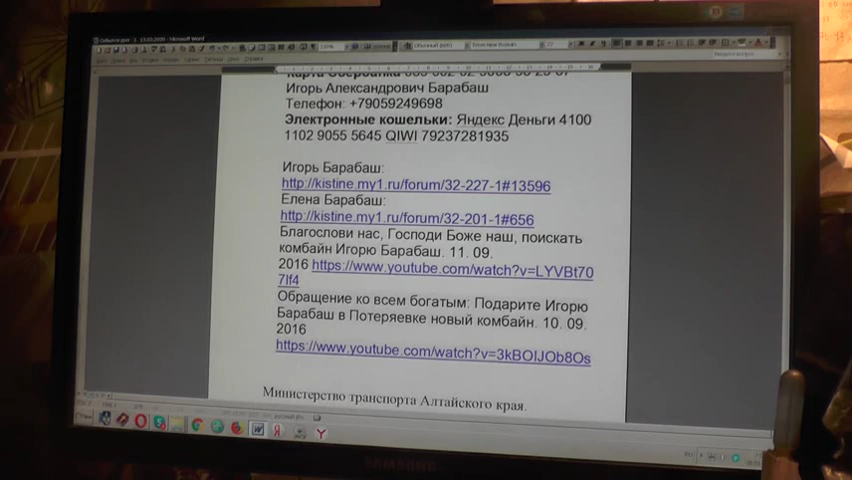 Карта Сбербанка
Игорь Александрович Барабаш
Телефон: +79059249698
Электронные кошельки: Яндекс Деньги 4100
1102 9055 5645 QIWI 79237281935
Игорь Барабаш:
http://kistine.my1.ru/forum/32-227-1#13596
Елена Барабаш:
http://kistine.my1.ru/forum/32-201-1#656
Благослови нас, Господи Боже наш, поискать
комбайн Игорю Барабаш. 11. 09.
2016 https://www.youtube.com/watch?v=LYVBt70
7lf4
Обращение ко всем богатым: Подарите Игорю
Барабаш в Потеряевке новый комбайн. 10. 09.
2016
https://www.youtube.com/watch?v=3kBOIJOb8Os
Министерство транспорта Алтайского края.
SAMSUNG